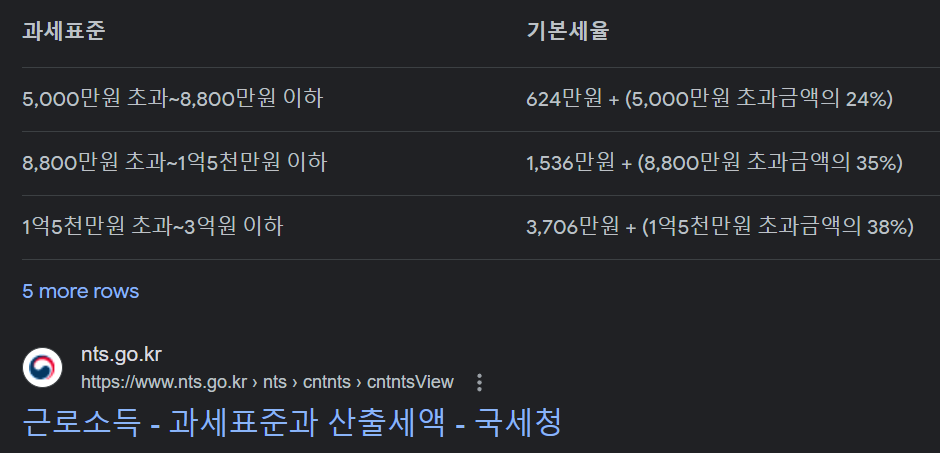 과세표준 기본세율
5,000만원 초과~8,800만원 이하 624만원 + (5,000만원 초과금액의 24%)
8,800만원 초과~1억5천만원 이하 1,536만원 + (8,800만원 초과금액의 35%)
1억5천만원 초과~3억원 이하 3,706만원 + (1억5천만원 초과금액의 38%)
5 more rows
nts.go.kr
https://www.nts.go.kr › nts › cntnts › cntntsView
근로소득 - 과세표준과 산출세액 - 국세청